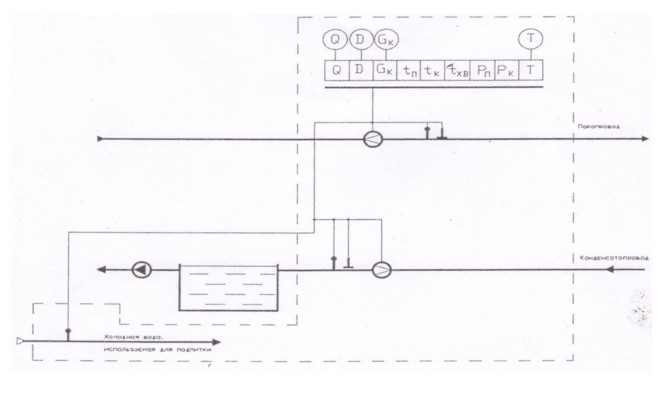 Q D Gк T
Q D Gк tп tк tхв Pп Pк T
Паропровод
Конденсатопровод
Холодная вода,
используемая для подпитки